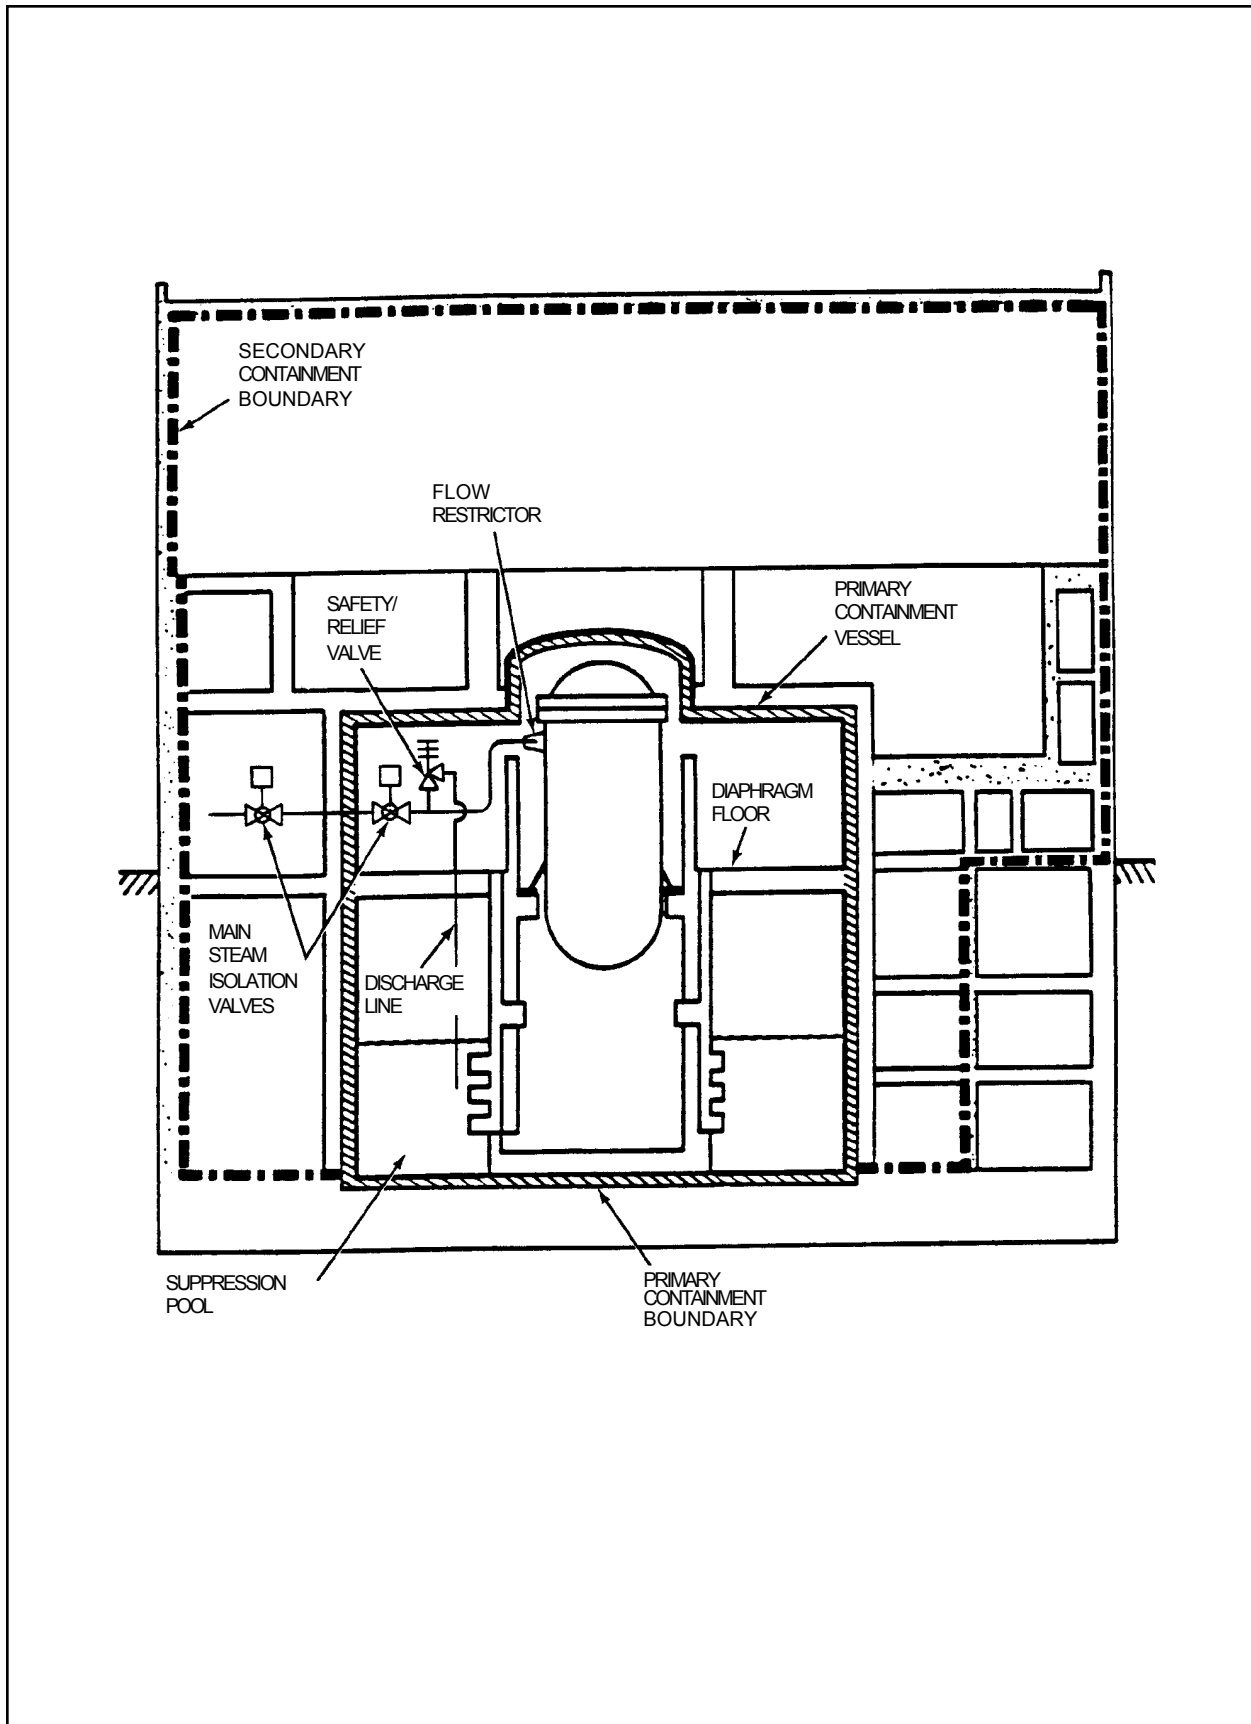 SECONDARY
CONTAINMENT
BOUNDARY
FLOW
RESTRICTOR
SAFETY/
RELIEF
VALVE
PRIMARY
CONTAINMENT
VESSEL
DIAPHRAGM
FLOOR
MAIN
STEAM
ISOLATION
VALVES
DISCHARGE
LINE
SUPPRESSION
POOL
PRIMARY
CONTAINMENT
BOUNDARY